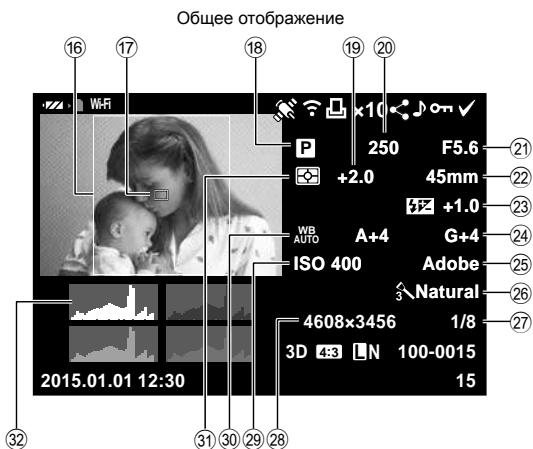 Общее отображение
16 17 18 19 20
Wi-Fi ×10
P 250 F5.6 21
+2.0 45mm 22
+1.0 23
WB AUTO A+4 G+4 24
ISO 400 Adobe 25
3 Natural 26
4608×3456 1/8 27
3D 4:3 LN 100-0015
2015.01.01 12:30 15
32 31 30 29 28